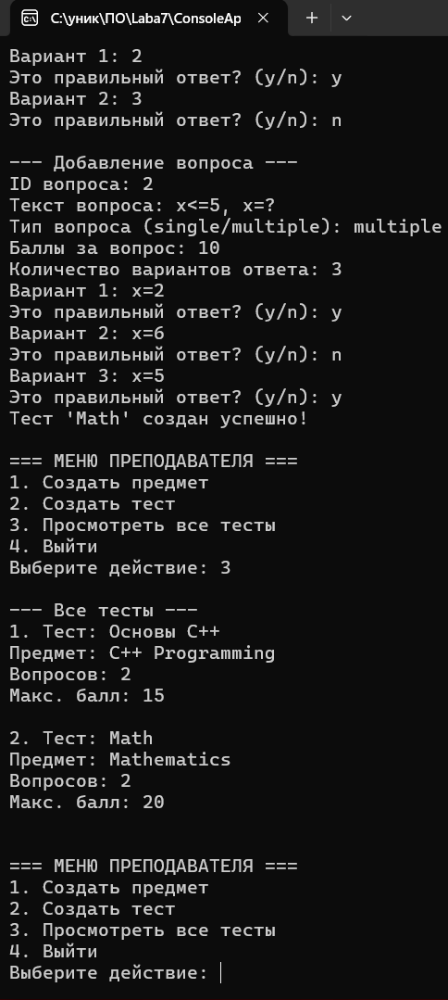 C:\уник\ПО\Laba7\ConsoleAp
Вариант 1: 2
Это правильный ответ? (y/n): y
Вариант 2: 3
Это правильный ответ? (y/n): n
--- Добавление вопроса ---
ID вопроса: 2
Текст вопроса: x<=5, x=?
Тип вопроса (single/multiple): multiple
Баллы за вопрос: 10
Количество вариантов ответа: 3
Вариант 1: x=2
Это правильный ответ? (y/n): y
Вариант 2: x=6
Это правильный ответ? (y/n): n
Вариант 3: x=5
Это правильный ответ? (y/n): y
Тест 'Math' создан успешно!
=== МЕНЮ ПРЕПОДАВАТЕЛЯ ===
1. Создать предмет
2. Создать тест
3. Просмотреть все тесты
4. Выйти
Выберите действие: 3
--- Все тесты ---
1. Тест: Основы C++
Предмет: C++ Programming
Вопросов: 2
Макс. балл: 15
2. Тест: Math
Предмет: Mathematics
Вопросов: 2
Макс. балл: 20
=== МЕНЮ ПРЕПОДАВАТЕЛЯ ===
1. Создать предмет
2. Создать тест
3. Просмотреть все тесты
4. Выйти
Выберите действие: